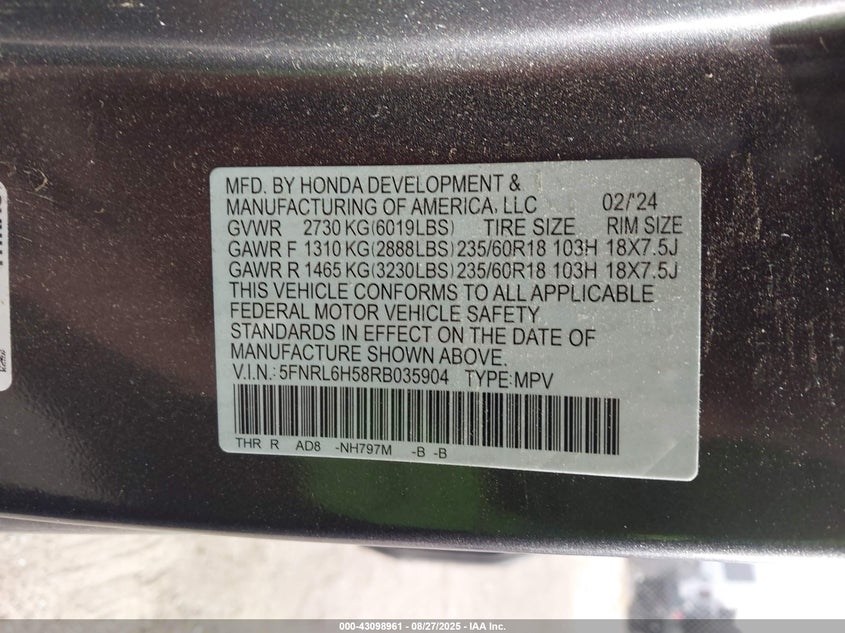 MFD. BY HONDA DEVELOPMENT &
MANUFACTURING OF AMERICA, LLC 02/'24
GVWR 2730 KG(6019LBS) TIRE SIZE RIM SIZE
GAWR F 1310 KG(2888LBS) 235/60R18 103H 18X7.5J
GAWR R 1465 KG(3230LBS) 235/60R18 103H 18X7.5J
THIS VEHICLE CONFORMS TO ALL APPLICABLE
FEDERAL MOTOR VEHICLE SAFETY
STANDARDS IN EFFECT ON THE DATE OF
MANUFACTURE SHOWN ABOVE.
V.I.N.: 5FNRL6H58RB035904 TYPE:MPV
THR R AD8 -NH797M -B -B
000-43098961 - 08/27/2025 - IAA Inc.